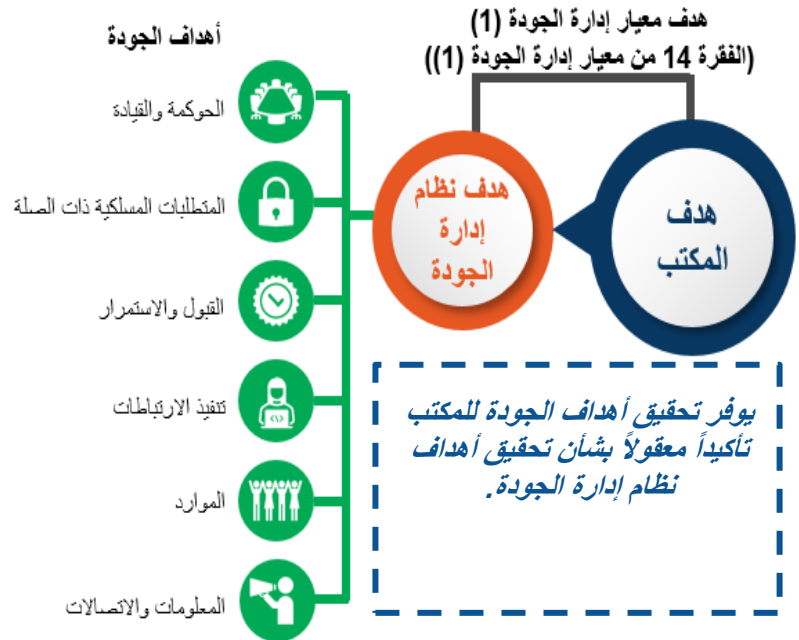 هدف معيار إدارة الجودة (1)
(الفقرة 14 من معيار إدارة الجودة (1))
هدف
المكتب
هدف نظام
إدارة
الجودة
أهداف الجودة
الحوكمة والقيادة
المتطلبات المسلكية ذات الصلة
القبول والاستمرار
تنفيذ الارتباطات
الموارد
المعلومات والاتصالات
يوفر تحقيق أهداف الجودة للمكتب
تأكيداً معقولاً بشأن تحقيق أهداف
نظام إدارة الجودة.